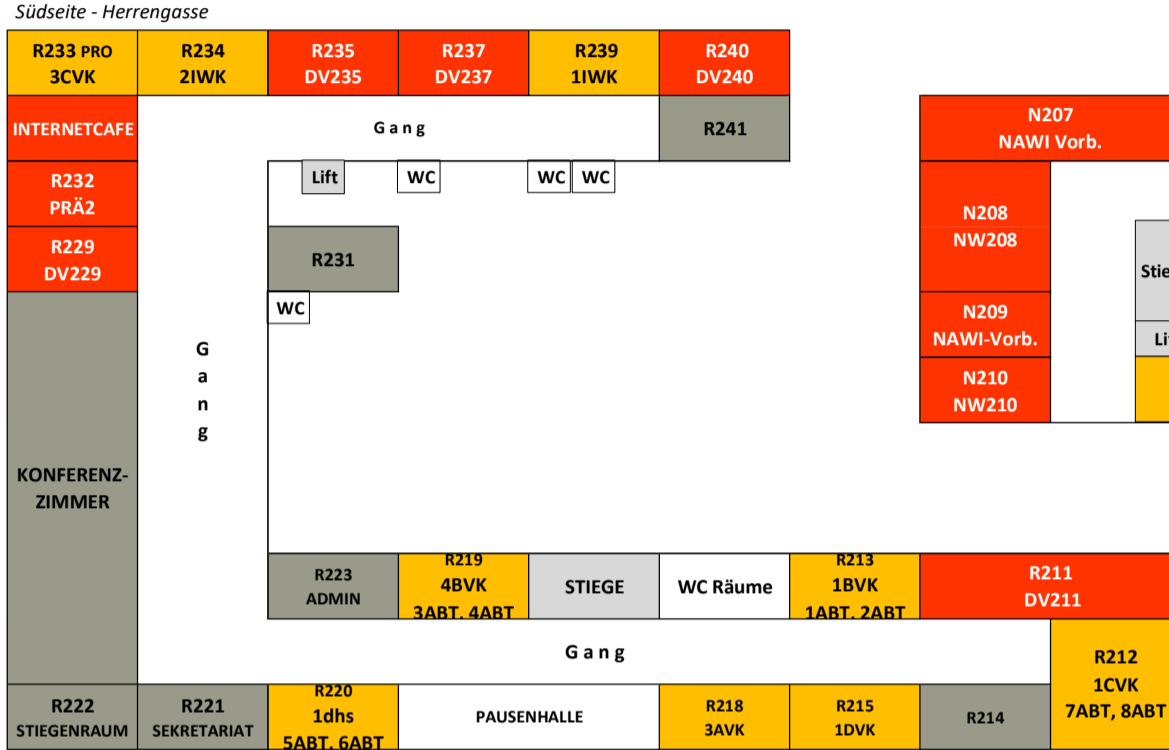 Südseite - Herrengasse
R233 PRO
3CVK
R234
2IWK
R235
DV235
R237
DV237
R239
1IWK
R240
DV240
INTERNETCAFE
Gang
R241
N207
NAWI Vorb.
R232
PRÄ2
Lift
WC
WC
WC
N208
NW208
R229
DV229
R231
WC
N209
NAWI-Vorb.
N210
NW210
Gang
KONFERENZ-
ZIMMER
R223
ADMIN
R219
4BVK
3ABT, 4ABT
STIEGE
WC Räume
R213
1BVK
1ABT, 2ABT
R211
DV211
Gang
R212
1CVK
7ABT, 8ABT
R222
STIEGENRAUM
R221
SEKRETARIAT
R220
1dhs
5ABT, 6ABT
PAUSENHALLE
R218
3AVK
R215
1DVK
R214